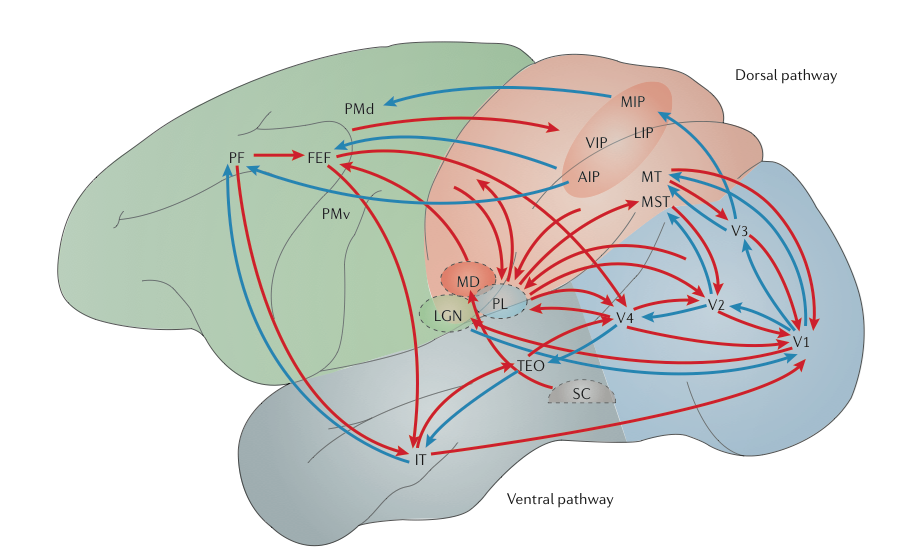 Dorsal pathway
MIP
PMd
LIP
VIP
PF
FEF
AIP
MT
MST
PMv
V3
MD
PL
LGN
V2
V4
V1
TEO
SC
IT
Ventral pathway